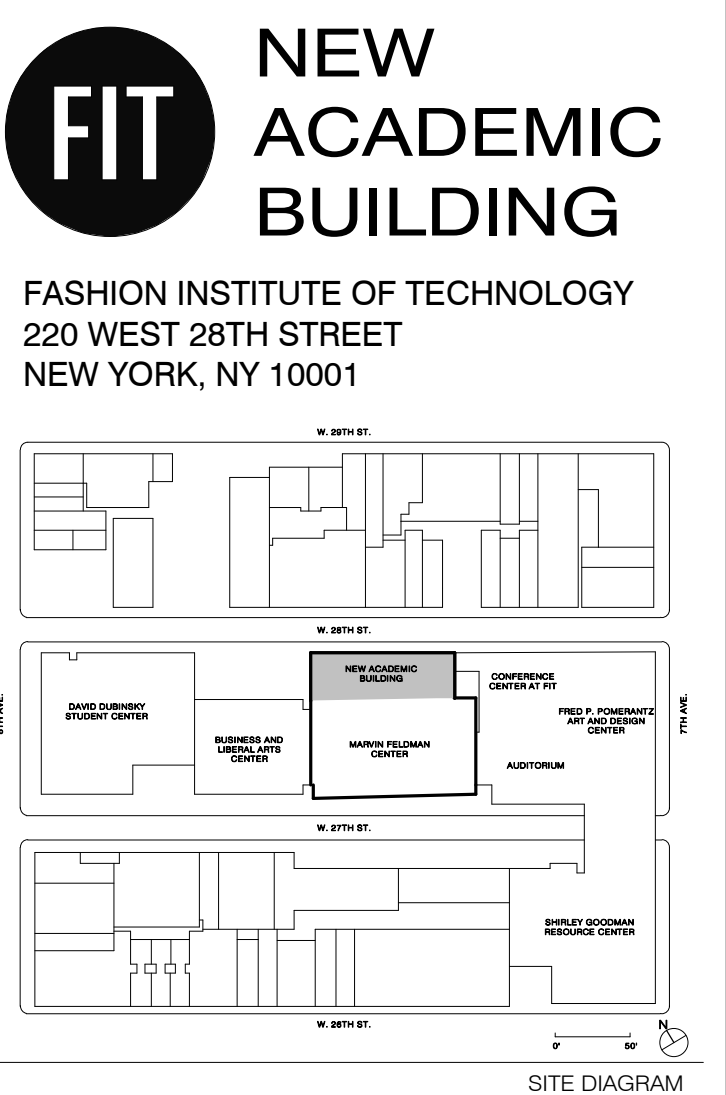 FIT
NEW
ACADEMIC
BUILDING
FASHION INSTITUTE OF TECHNOLOGY
220 WEST 28TH STREET
NEW YORK, NY 10001
W. 29TH ST.
W. 28TH ST.
NEW ACADEMIC
BUILDING
CONFERENCE
CENTER AT FIT
DAVID DUBINSKY
STUDENT CENTER
FRED P. POMERANTZ
ART AND DESIGN
CENTER
7TH AVE.
BUSINESS AND
LIBERAL ARTS
CENTER
MARVIN FELDMAN
CENTER
AUDITORIUM
W. 27TH ST.
SHIRLEY GOODMAN
RESOURCE CENTER
W. 26TH ST.
N
0'
50'
SITE DIAGRAM